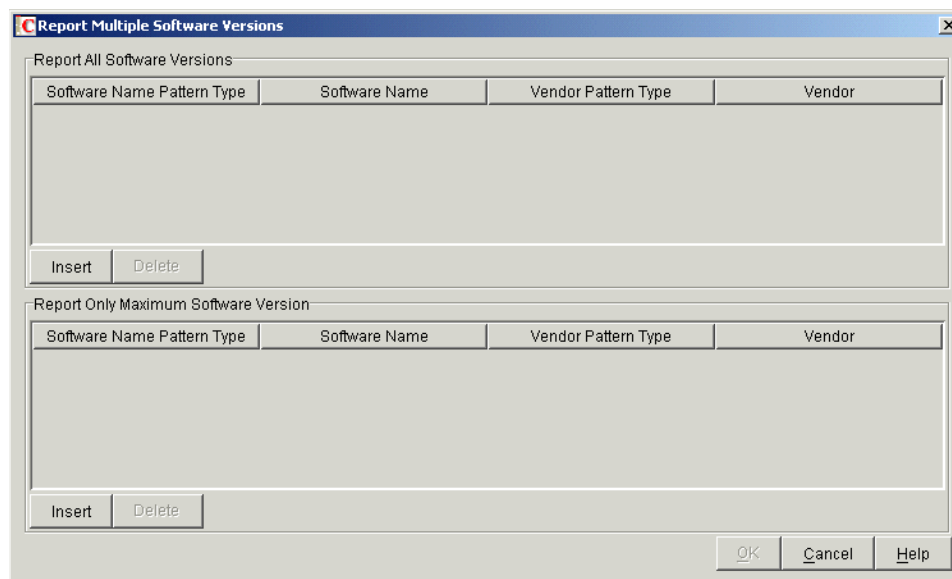 Report Multiple Software Versions
Report All Software Versions
Software Name Pattern Type Software Name Vendor Pattern Type Vendor
Insert Delete
Report Only Maximum Software Version
Software Name Pattern Type Software Name Vendor Pattern Type Vendor
Insert Delete
OK Cancel Help